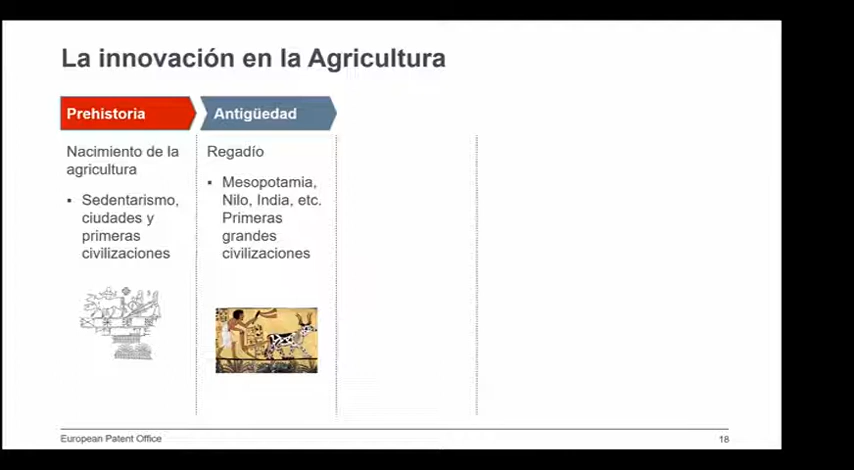 La innovación en la Agricultura
Prehistoria
Antigüedad
Nacimiento de la
agricultura
▪ Sedentarismo,
ciudades y
primeras
civilizaciones
Regadío
▪ Mesopotamia,
Nilo, India, etc.
Primeras
grandes
civilizaciones
European Patent Office
18